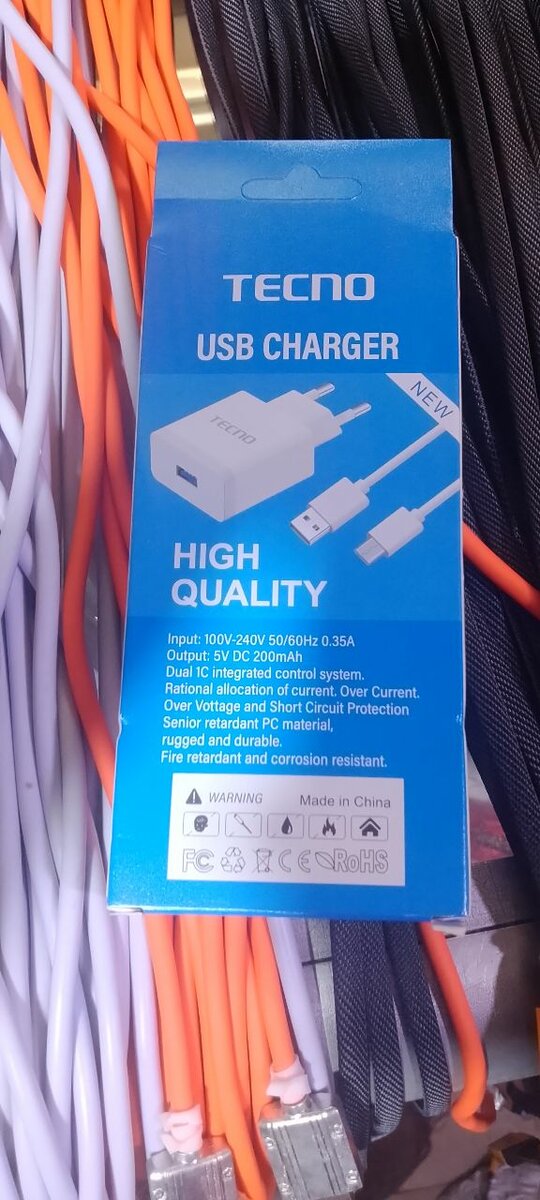 TECNO
USB CHARGER
NEW
TECNO
HIGH
QUALITY
Input: 100V-240V 50/60Hz 0.35A
Output: 5V DC 200mAh
Dual 1C integrated control system.
Rational allocation of current. Over Current.
Over Vottage and Short Circuit Protection
Senior retardant PC material,
rugged and durable.
Fire retardant and corrosion resistant.
WARNING Made in China
FC CE RoHS